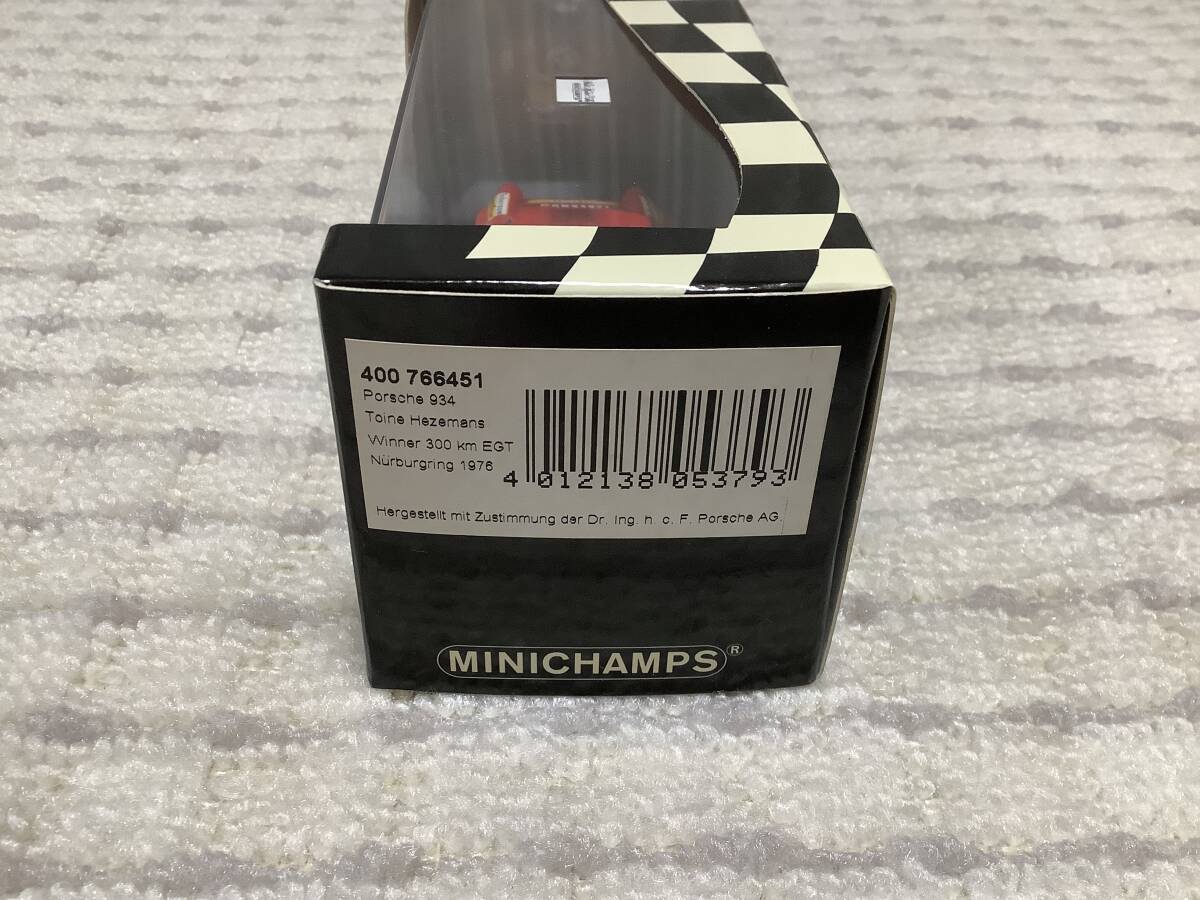 400 766451
Porsche 934
Toine Hezemans
Winner 300 km EGT
Nürburgring 1976
4 012138 053793
Hergestellt mit Zustimmung der Dr. Ing. h. c. F. Porsche AG.
MINICHAMPS®